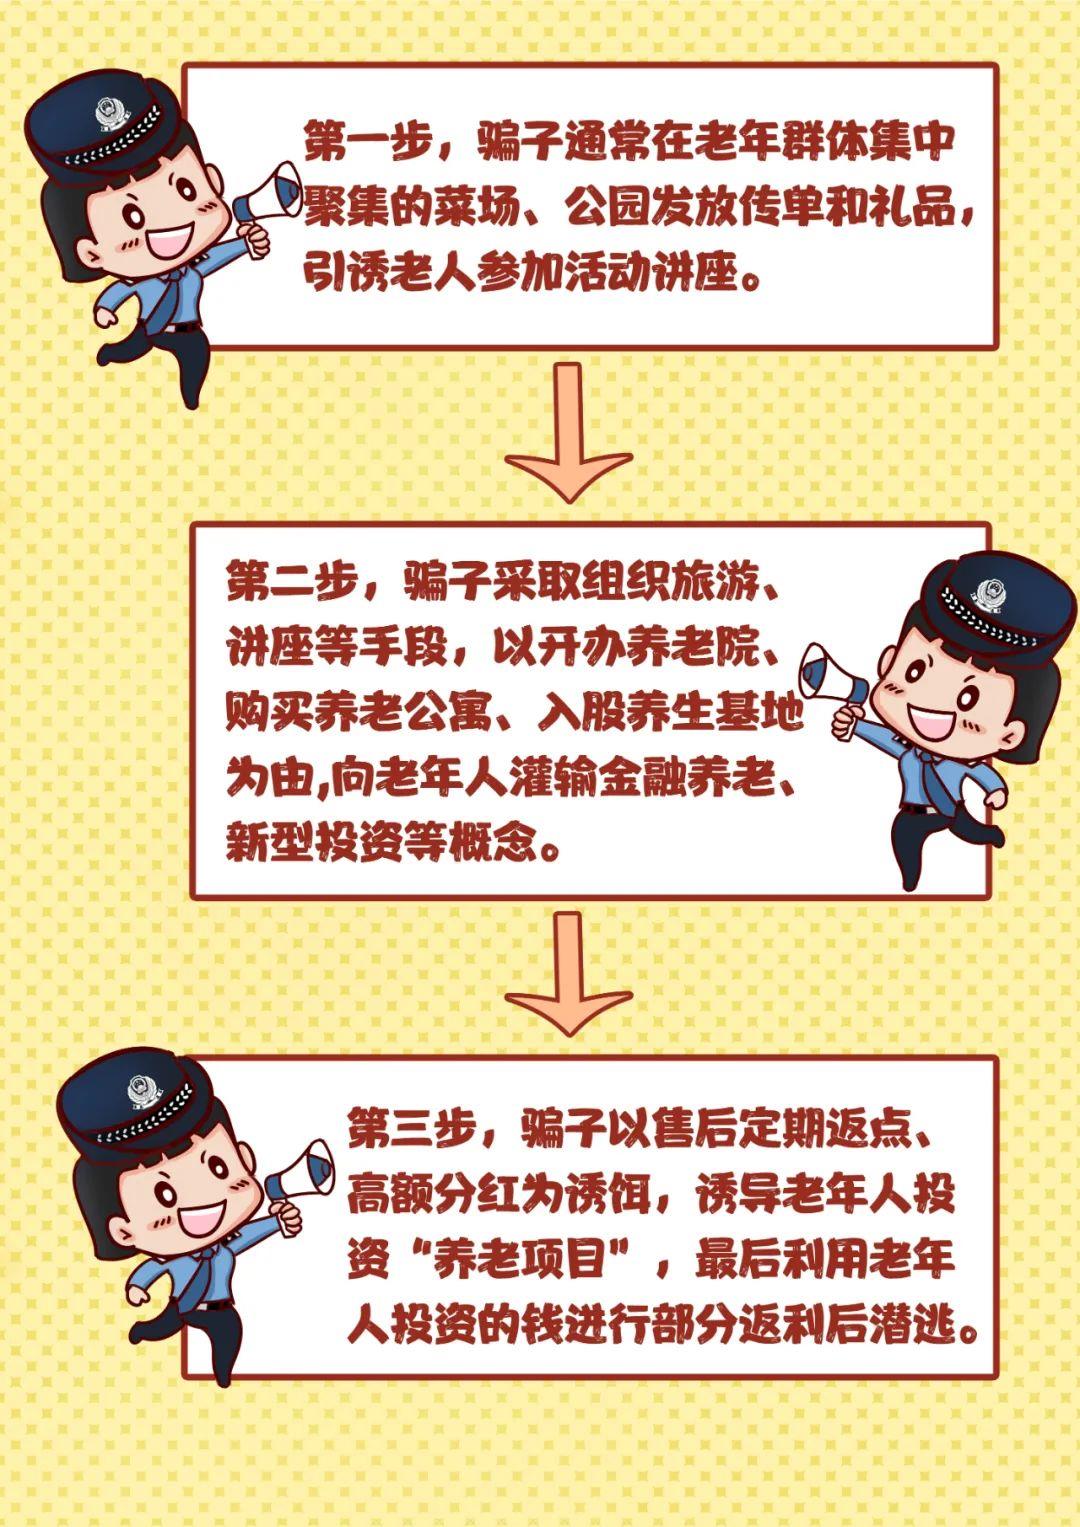 第一步，骗子通常在老年群体集中
聚集的菜场、公园发放传单和礼品，
引诱老人参加活动讲座。
第二步，骗子采取组织旅游、
讲座等手段，以开办养老院、
购买养老公寓、入股养生基地
为由,向老年人灌输金融养老、
新型投资等概念。
第三步，骗子以售后定期返点、
高额分红为诱饵，诱导老年人投
资“养老项目”，最后利用老年
人投资的钱进行部分返利后潜逃。